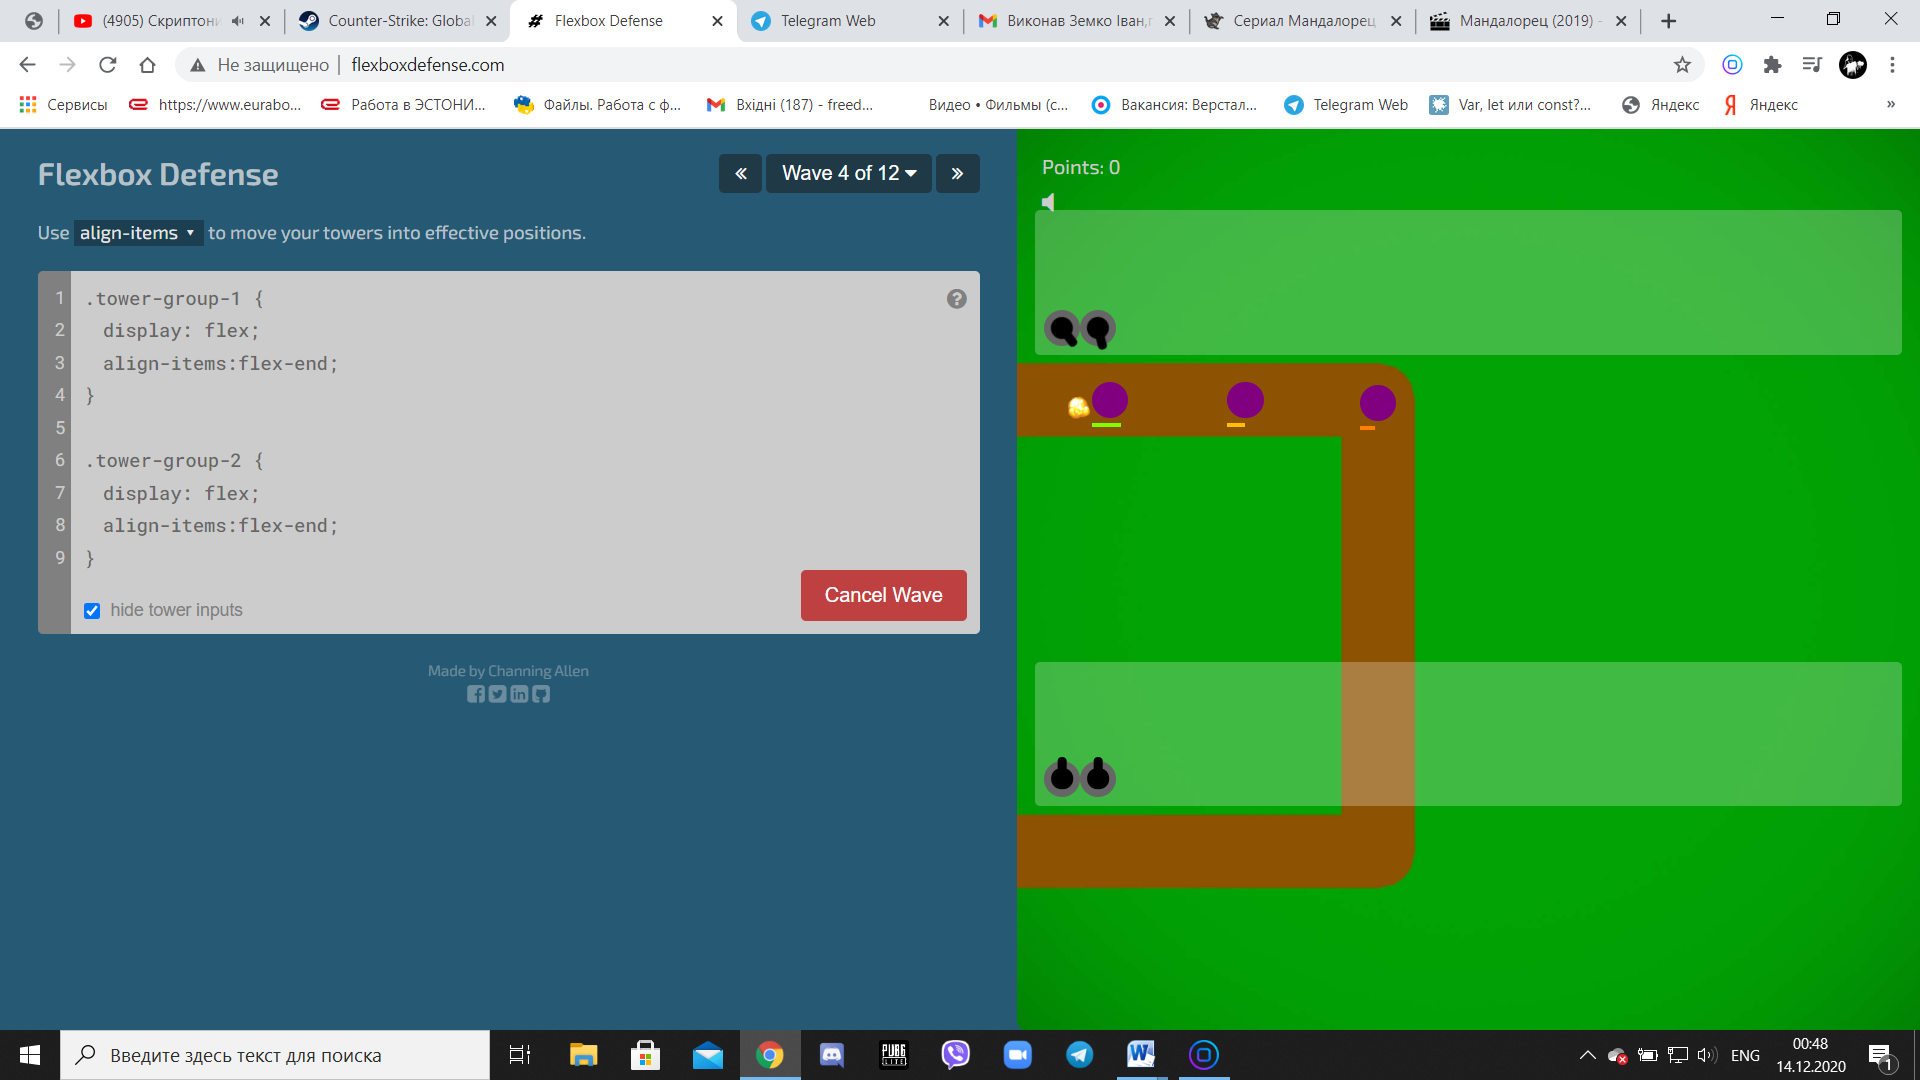 (4905) Скриптони
Counter-Strike: Global
Flexbox Defense
Telegram Web
Виконав Земко Іван,г
Сериал Мандалорец
Мандалорец (2019) -
Не защищено | flexboxdefense.com
Сервисы
https://www.eurabo...
Работа в ЭСТОНИ...
Файлы. Работа с ф...
Вхідні (187) - freed...
Видео • Фильмы (с...
Вакансия: Верстал...
Telegram Web
Var, let или const?...
Яндекс
Яндекс
»
Flexbox Defense
«
Wave 4 of 12
»
Use align-items to move your towers into effective positions.
1 .tower-group-1 {
2 display: flex;
3 align-items:flex-end;
4 }
5
6 .tower-group-2 {
7 display: flex;
8 align-items:flex-end;
9 }
hide tower inputs
Cancel Wave
Made by Channing Allen
Points: 0
Введите здесь текст для поиска
PUBG
LITE
ENG
00:48
14.12.2020
1